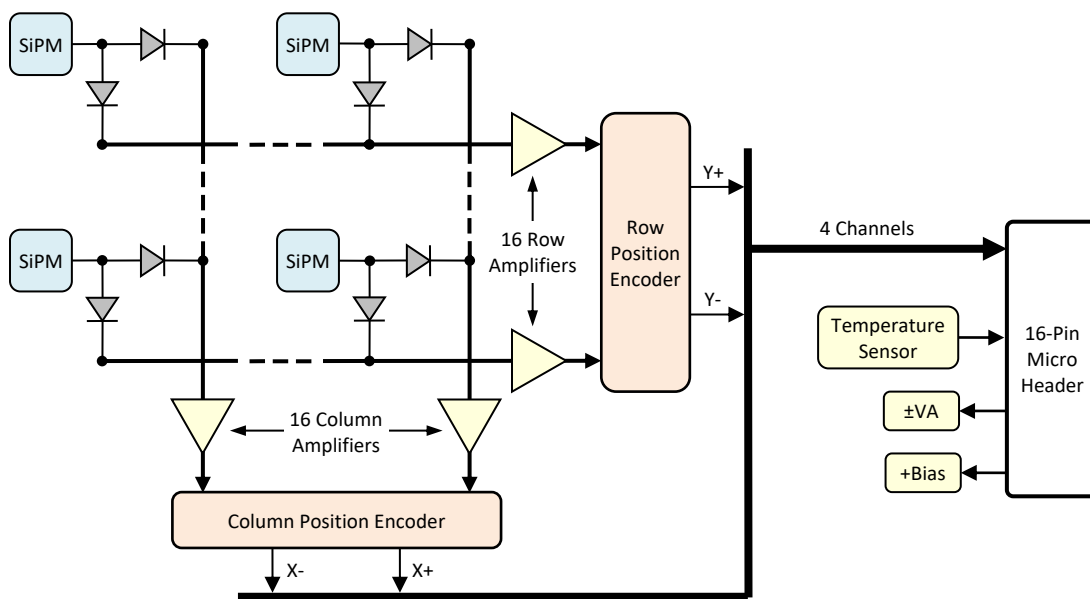 SiPM
SiPM
Y+
16 Row
Amplifiers
Row
Position
Encoder
4 Channels
SiPM
SiPM
Y-
Temperature
Sensor
16-Pin
Micro
Header
±VA
16 Column
Amplifiers
+Bias
Column Position Encoder
X-
X+